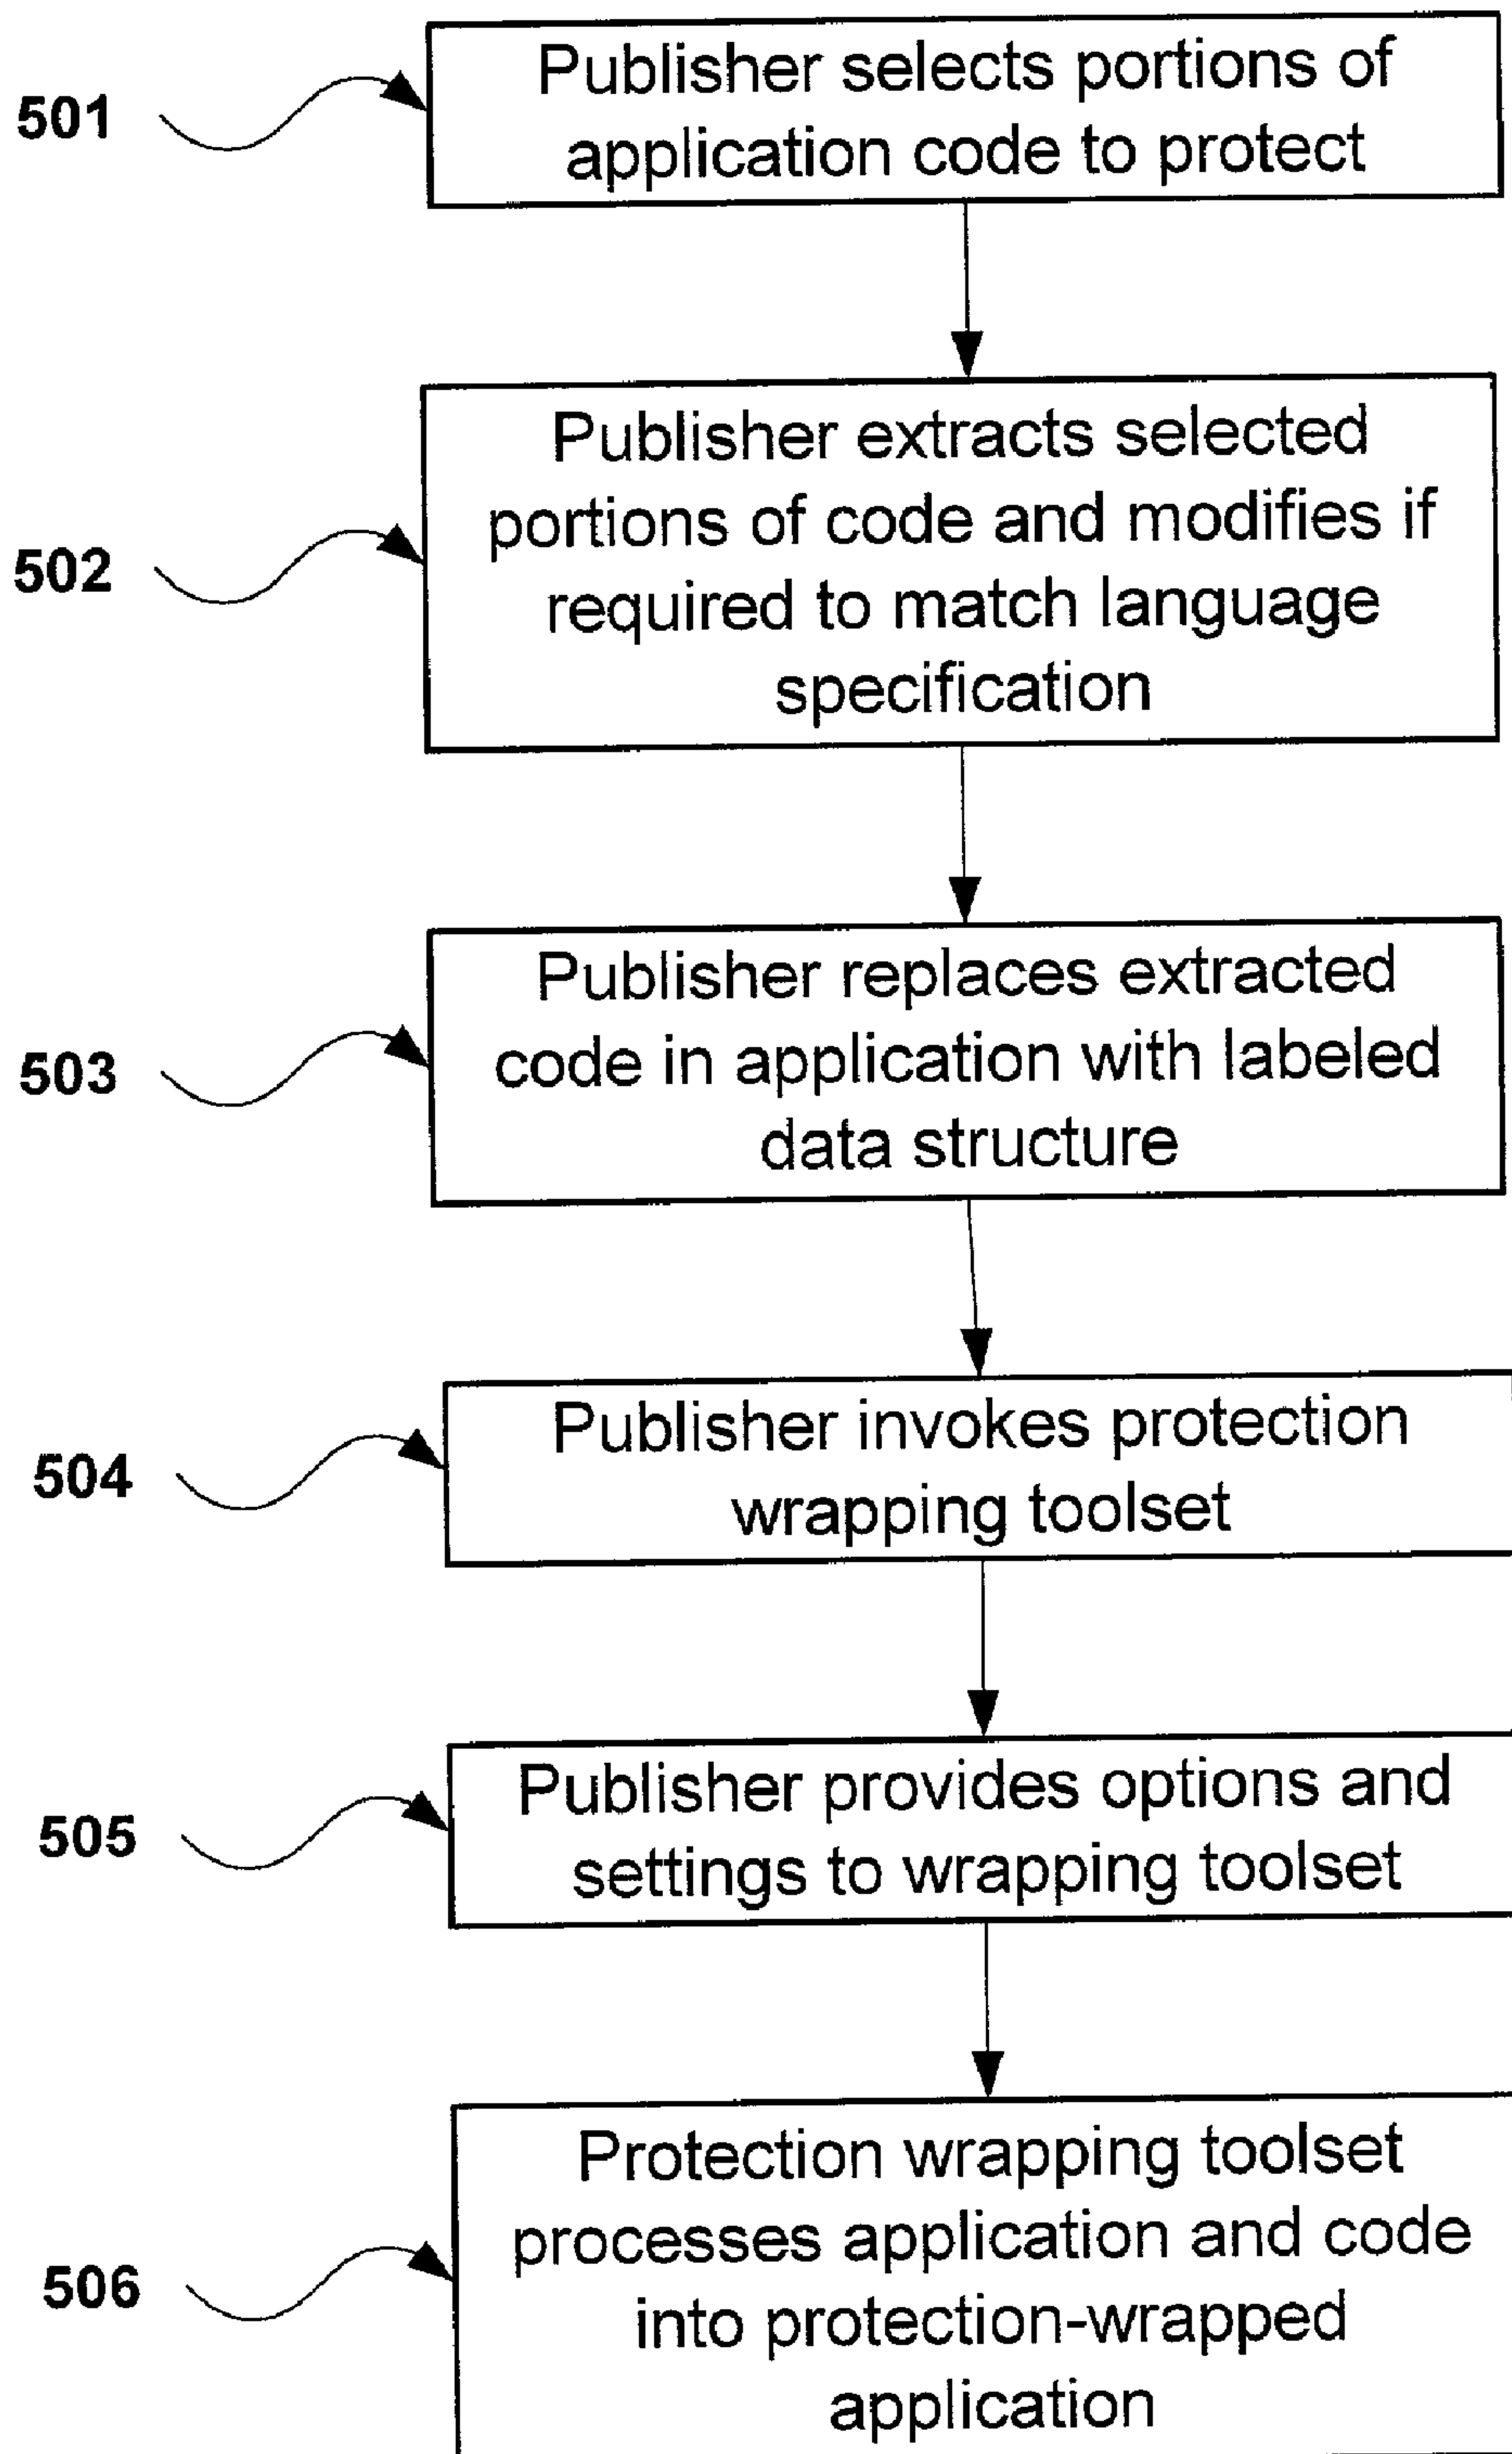 501
Publisher selects portions of
application code to protect
502
Publisher extracts selected
portions of code and modifies if
required to match language
specification
503
Publisher replaces extracted
code in application with labeled
data structure
504
Publisher invokes protection
wrapping toolset
505
Publisher provides options and
settings to wrapping toolset
506
Protection wrapping toolset
processes application and code
into protection-wrapped
application